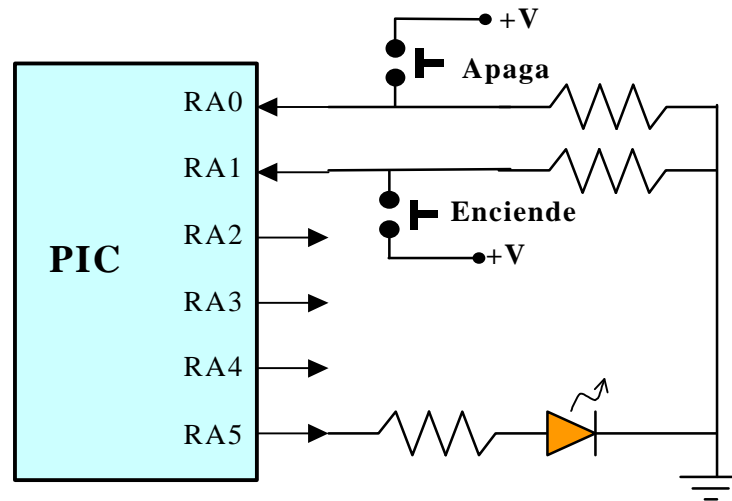 +V
Apaga
RA0
RA1
Enciende
RA2
+V
PIC
RA3
RA4
RA5